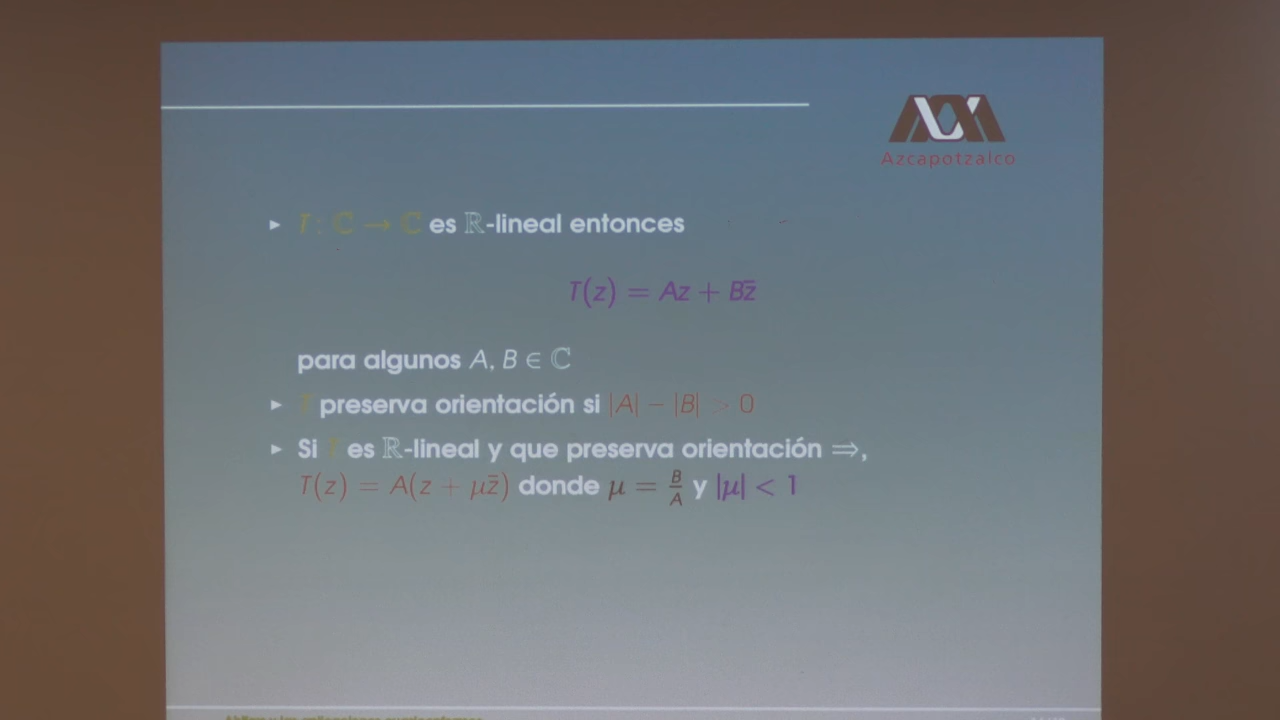 Azcapotzalco
▸ T : ℂ → ℂ es ℝ-lineal entonces
T(z) = Az + Bz̄
para algunos A, B ∈ ℂ
▸ T preserva orientación si |A| − |B| > 0
▸ Si T es ℝ-lineal y que preserva orientación ⇒,
T(z) = A(z + μz̄) donde μ = B/A y |μ| < 1